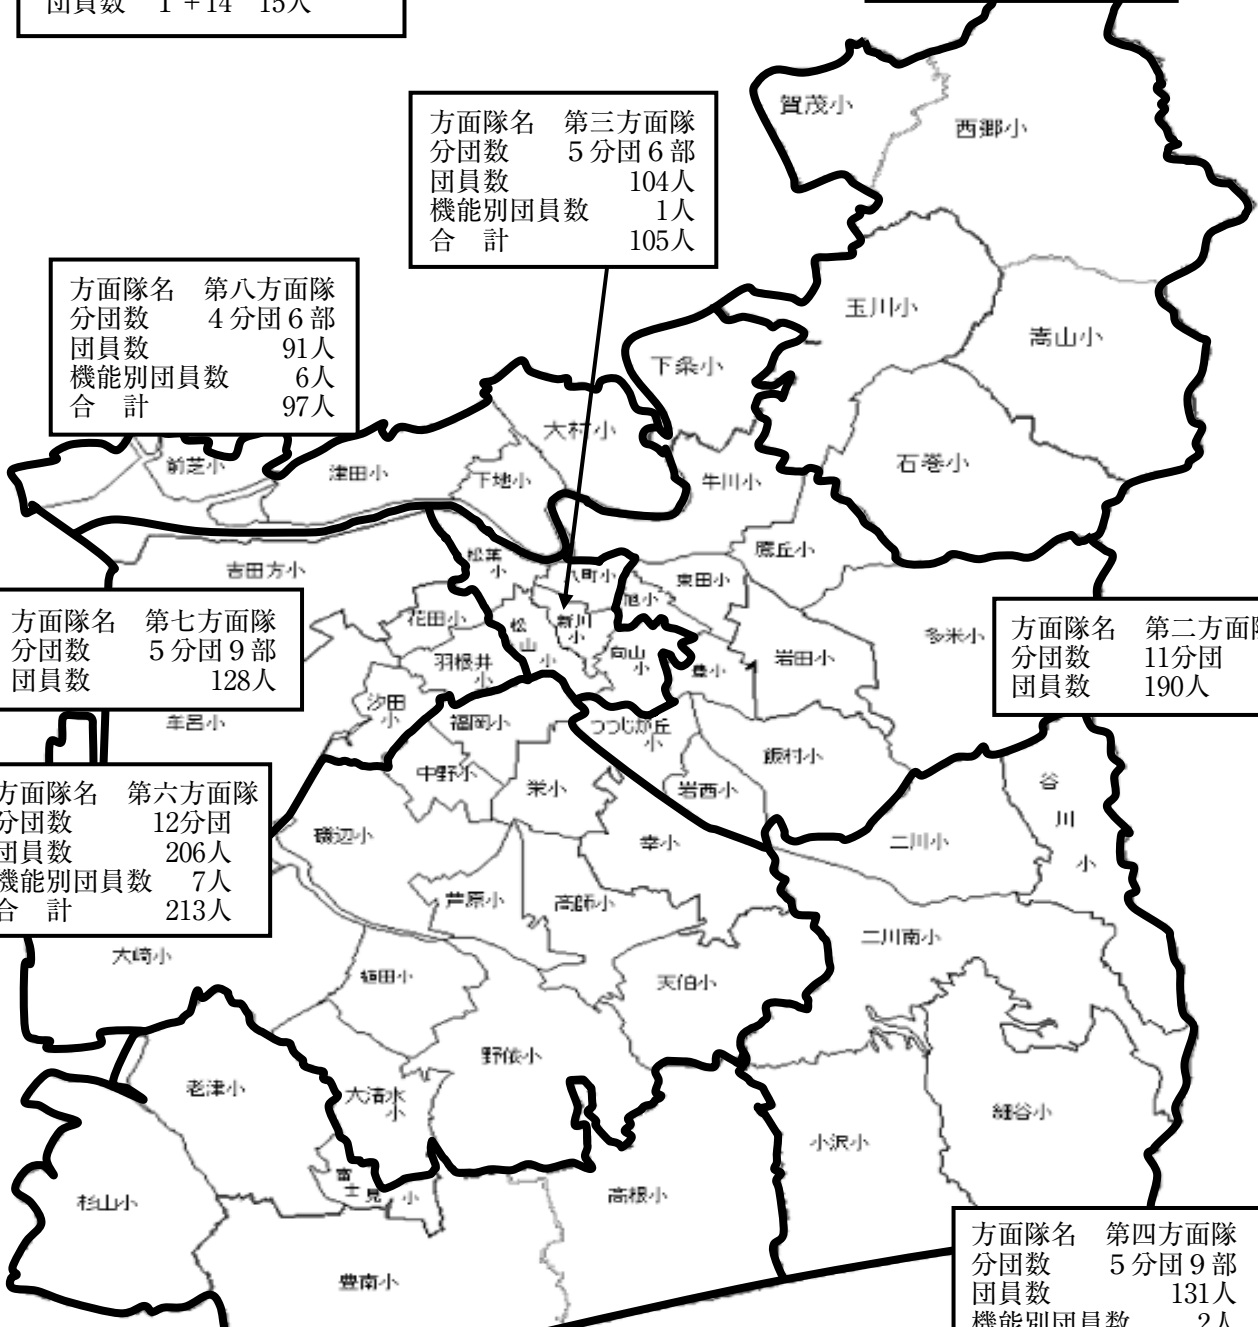 団員数　1 +14　15人
方面隊名　第三方面隊
分団数　５分団６部
団員数　104人
機能別団員数　1人
合　計　105人
賀茂小
西郷小
方面隊名　第八方面隊
分団数　４分団６部
団員数　91人
機能別団員数　6人
合　計　97人
玉川小
嵩山小
下条小
大村小
石巻小
前芝小
津田小
下地小
牛川小
鷹丘小
吉田方小
松葉小
八町小
東田小
旭小
方面隊名　第七方面隊
分団数　５分団９部
団員数　128人
花田小
松山小
新川小
多米小
方面隊名　第二方面隊
分団数　11分団
団員数　190人
羽根井小
向山小
豊小
岩田小
汐田小
牟呂小
福岡小
つつじが丘小
飯村小
中野小
栄小
岩西小
谷川小
方面隊名　第六方面隊
分団数　12分団
団員数　206人
機能別団員数　7人
合　計　213人
磯辺小
幸小
二川小
芦原小
高師小
二川南小
大崎小
植田小
天伯小
野依小
老津小
大清水小
細谷小
小沢小
杉山小
富士見小
高根小
豊南小
方面隊名　第四方面隊
分団数　５分団９部
団員数　131人
機能別団員数　2人